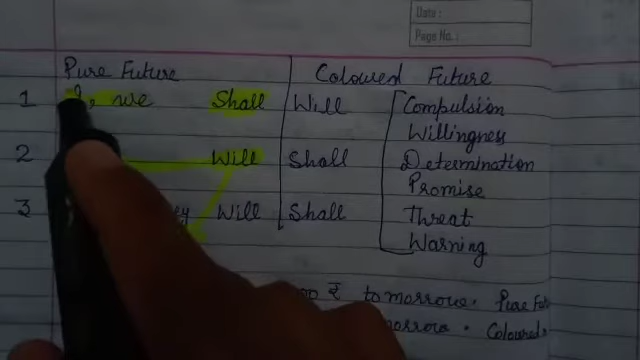 Date :
Page No. :
Pure Future Coloured Future
1 I, we Shall Will Compulsion
Willingness
2 Will Shall Determination
Promise
3 Will Shall Threat
Warning
₹ tomorrow. Pure
Coloured